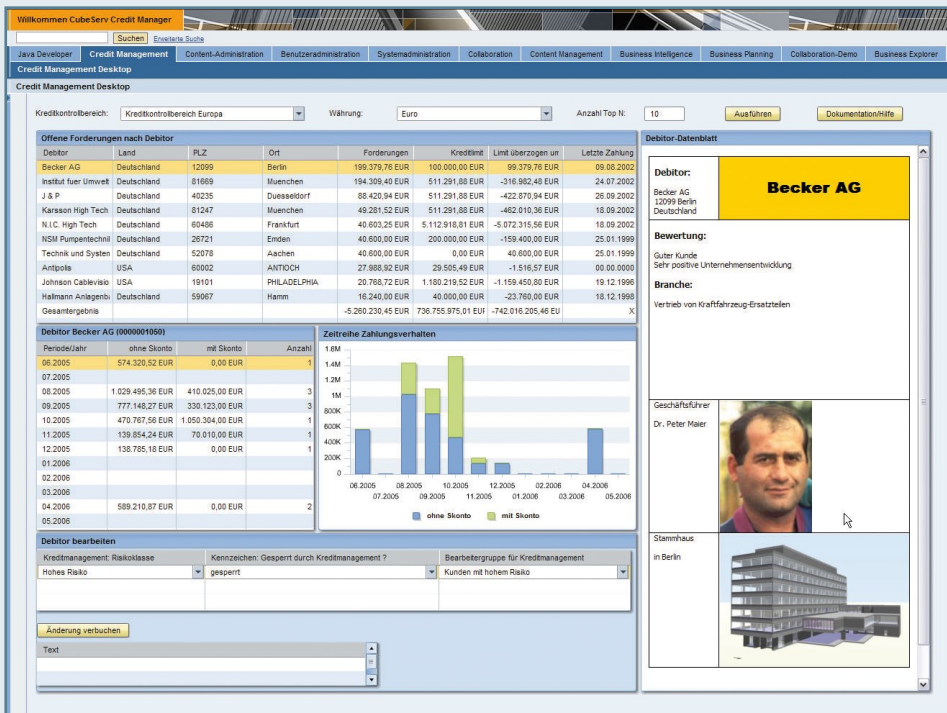 Willkommen CubeServ Credit Manager
Suchen Erweiterte Suche
Java Developer Credit Management Content-Administration Benutzeradministration Systemadministration Collaboration Content Management Business Intelligence Business Planning Collaboration-Demo Business Explorer
Credit Management Desktop
Credit Management Desktop
Kreditkontrollbereich: Kreditkontrollbereich Europa Währung: Euro Anzahl Top N: 10 Ausführen Dokumentation/Hilfe
Offene Forderungen nach Debitor
Debitor Land PLZ Ort Forderungen Kreditlimit Limit überzogen um Letzte Zahlung
Becker AG Deutschland 12099 Berlin 199.379,76 EUR 100.000,00 EUR 99.379,76 EUR 09.08.2002
Institut fuer Umwelt Deutschland 81669 Muenchen 194.309,40 EUR 511.291,88 EUR -316.982,48 EUR 24.07.2002
J & P Deutschland 40235 Duesseldorf 88.420,94 EUR 511.291,88 EUR -422.870,94 EUR 26.09.2002
Karsson High Tech Deutschland 81247 Muenchen 49.281,52 EUR 511.291,88 EUR -462.010,36 EUR 18.09.2002
N.I.C. High Tech Deutschland 60486 Frankfurt 40.603,25 EUR 5.112.918,81 EUR -5.072.315,56 EUR 18.09.2002
NSM Pumpentechnil Deutschland 26721 Emden 40.600,00 EUR 200.000,00 EUR -159.400,00 EUR 25.01.1999
Technik und Systen Deutschland 52078 Aachen 40.600,00 EUR 0,00 EUR 40.600,00 EUR 25.01.1999
Antipolis USA 60002 ANTIOCH 27.988,92 EUR 29.505,49 EUR -1.516,57 EUR 00.00.0000
Johnson Cablevisio USA 19101 PHILADELPHIA 20.768,72 EUR 1.180.219,52 EUR -1.159.450,80 EUR 19.12.1996
Hallmann Anlagenba Deutschland 59067 Hamm 16.240,00 EUR 40.000,00 EUR -23.760,00 EUR 18.12.1998
Gesamtergebnis -5.260.230,45 EUR 736.755.975,01 EUR -742.016.205,46 EU X
Debitor Becker AG (0000001050)
Periode/Jahr ohne Skonto mit Skonto Anzahl
06.2005 574.320,52 EUR 0,00 EUR 1
07.2005
08.2005 1.029.495,36 EUR 410.025,00 EUR 3
09.2005 777.148,27 EUR 330.123,00 EUR 3
10.2005 470.767,56 EUR 1.050.304,00 EUR 1
11.2005 139.854,24 EUR 70.010,00 EUR 1
12.2005 138.785,18 EUR 0,00 EUR 1
01.2006
02.2006
03.2006
04.2006 589.210,87 EUR 0,00 EUR 2
05.2006
Zeitreihe Zahlungsverhalten
1.6M
1.4M
1.2M
1M
800K
600K
400K
200K
0
06.2005 08.2005 10.2005 12.2005 02.2006 04.2006
07.2005 09.2005 11.2005 01.2006 03.2006 05.2006
ohne Skonto mit Skonto
Debitor bearbeiten
Kreditmanagement: Risikoklasse Kennzeichen: Gesperrt durch Kreditmanagement ? Bearbeitergruppe für Kreditmanagement
Hohes Risiko gesperrt Kunden mit hohem Risiko
Änderung verbuchen
Text
Debitor-Datenblatt
Debitor:
Becker AG
12099 Berlin
Deutschland
Becker AG
Bewertung:
Guter Kunde
Sehr positive Unternehmensentwicklung
Branche:
Vertrieb von Kraftfahrzeug-Ersatzteilen
Geschäftsführer
Dr. Peter Maier
Stammhaus
in Berlin